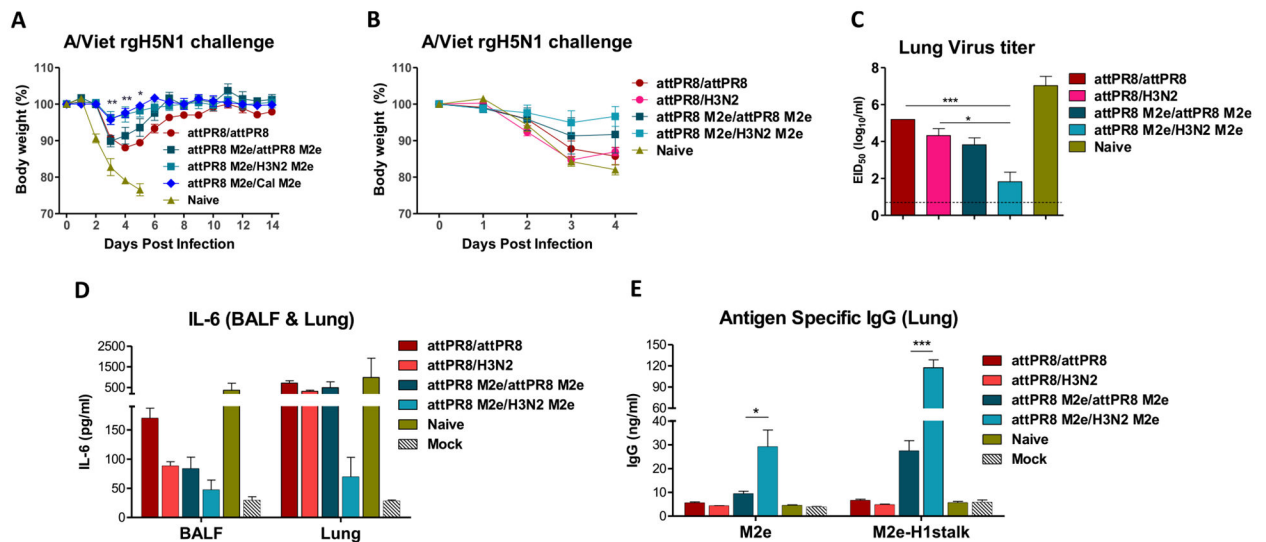 A
A/Viet rgH5N1 challenge
Body weight (%)
110
100
90
80
70
** ** *
attPR8/attPR8
attPR8 M2e/attPR8 M2e
attPR8 M2e/H3N2 M2e
attPR8 M2e/Cal M2e
Naive
0 2 4 6 8 10 12 14
Days Post Infection
B
A/Viet rgH5N1 challenge
Body weight (%)
110
100
90
80
70
attPR8/attPR8
attPR8/H3N2
attPR8 M2e/attPR8 M2e
attPR8 M2e/H3N2 M2e
Naive
0 1 2 3 4
Days Post Infection
C
Lung Virus titer
EID50 (log10/ml)
8
6
4
2
0
***
*
attPR8/attPR8
attPR8/H3N2
attPR8 M2e/attPR8 M2e
attPR8 M2e/H3N2 M2e
Naive
D
IL-6 (BALF & Lung)
IL-6 (pg/ml)
2500
1500
500
150
100
50
0
attPR8/attPR8
attPR8/H3N2
attPR8 M2e/attPR8 M2e
attPR8 M2e/H3N2 M2e
Naive
Mock
BALF Lung
E
Antigen Specific IgG (Lung)
IgG (ng/ml)
150
120
90
60
40
30
20
10
0
*
***
attPR8/attPR8
attPR8/H3N2
attPR8 M2e/attPR8 M2e
attPR8 M2e/H3N2 M2e
Naive
Mock
M2e M2e-H1stalk